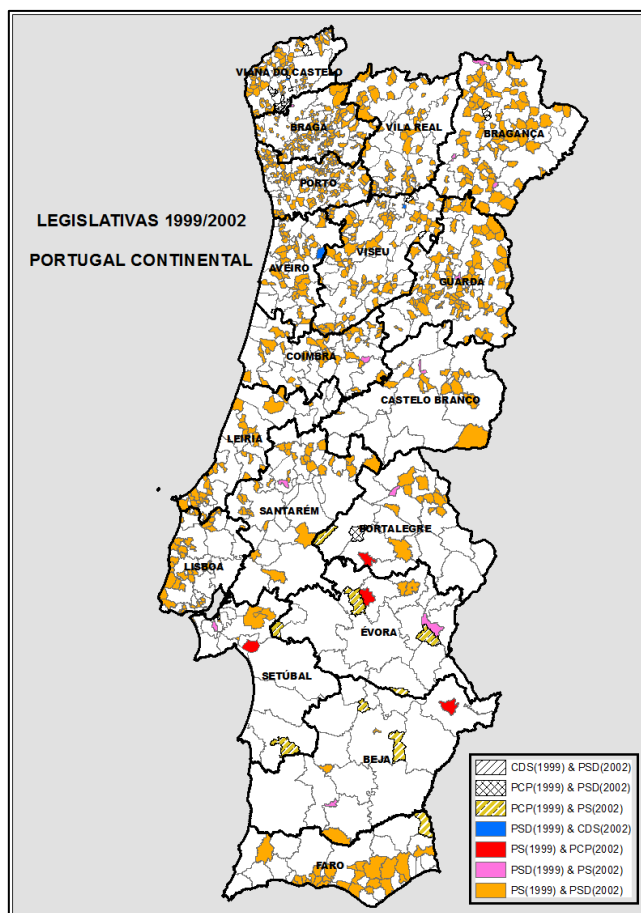 VIANA DO CASTELO
BRAGA
VILA REAL
BRAGANÇA
PORTO
LEGISLATIVAS 1999/2002
PORTUGAL CONTINENTAL
AVEIRO
VISEU
GUARDA
COIMBRA
CASTELO BRANCO
LEIRIA
SANTARÉM
PORTALEGRE
LISBOA
ÉVORA
SETÚBAL
BEJA
FARO
CDS(1999) & PSD(2002)
PCP(1999) & PSD(2002)
PCP(1999) & PS(2002)
PSD(1999) & CDS(2002)
PS(1999) & PCP(2002)
PSD(1999) & PS(2002)
PS(1999) & PSD(2002)